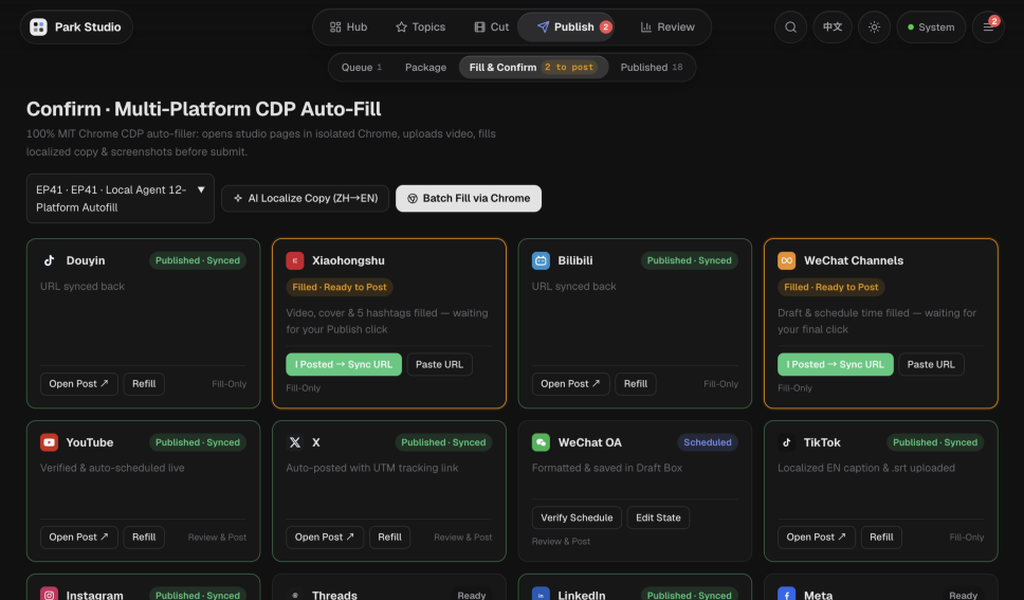 Park Studio
Hub
Topics
Cut
Publish 2
Review
中文
System
2
Queue 1
Package
Fill & Confirm 2 to post
Published 18
Confirm · Multi-Platform CDP Auto-Fill
100% MIT Chrome CDP auto-filler: opens studio pages in isolated Chrome, uploads video, fills
localized copy & screenshots before submit.
EP41 · EP41 · Local Agent 12-
Platform Autofill
AI Localize Copy (ZH→EN)
Batch Fill via Chrome
Douyin
Published · Synced
URL synced back
Open Post ↗
Refill
Fill-Only
Xiaohongshu
Filled · Ready to Post
Video, cover & 5 hashtags filled — waiting
for your Publish click
I Posted → Sync URL
Paste URL
Fill-Only
Bilibili
Published · Synced
URL synced back
Open Post ↗
Refill
Fill-Only
WeChat Channels
Filled · Ready to Post
Draft & schedule time filled — waiting for
your final click
I Posted → Sync URL
Paste URL
Fill-Only
YouTube
Published · Synced
Verified & auto-scheduled live
Open Post ↗
Refill
Review & Post
X
Published · Synced
Auto-posted with UTM tracking link
Open Post ↗
Refill
Review & Post
WeChat OA
Scheduled
Formatted & saved in Draft Box
Verify Schedule
Edit State
Review & Post
TikTok
Published · Synced
Localized EN caption & .srt uploaded
Open Post ↗
Refill
Fill-Only
Instagram
Published · Synced
Threads
Ready
in
LinkedIn
Published · Synced
Meta
Ready